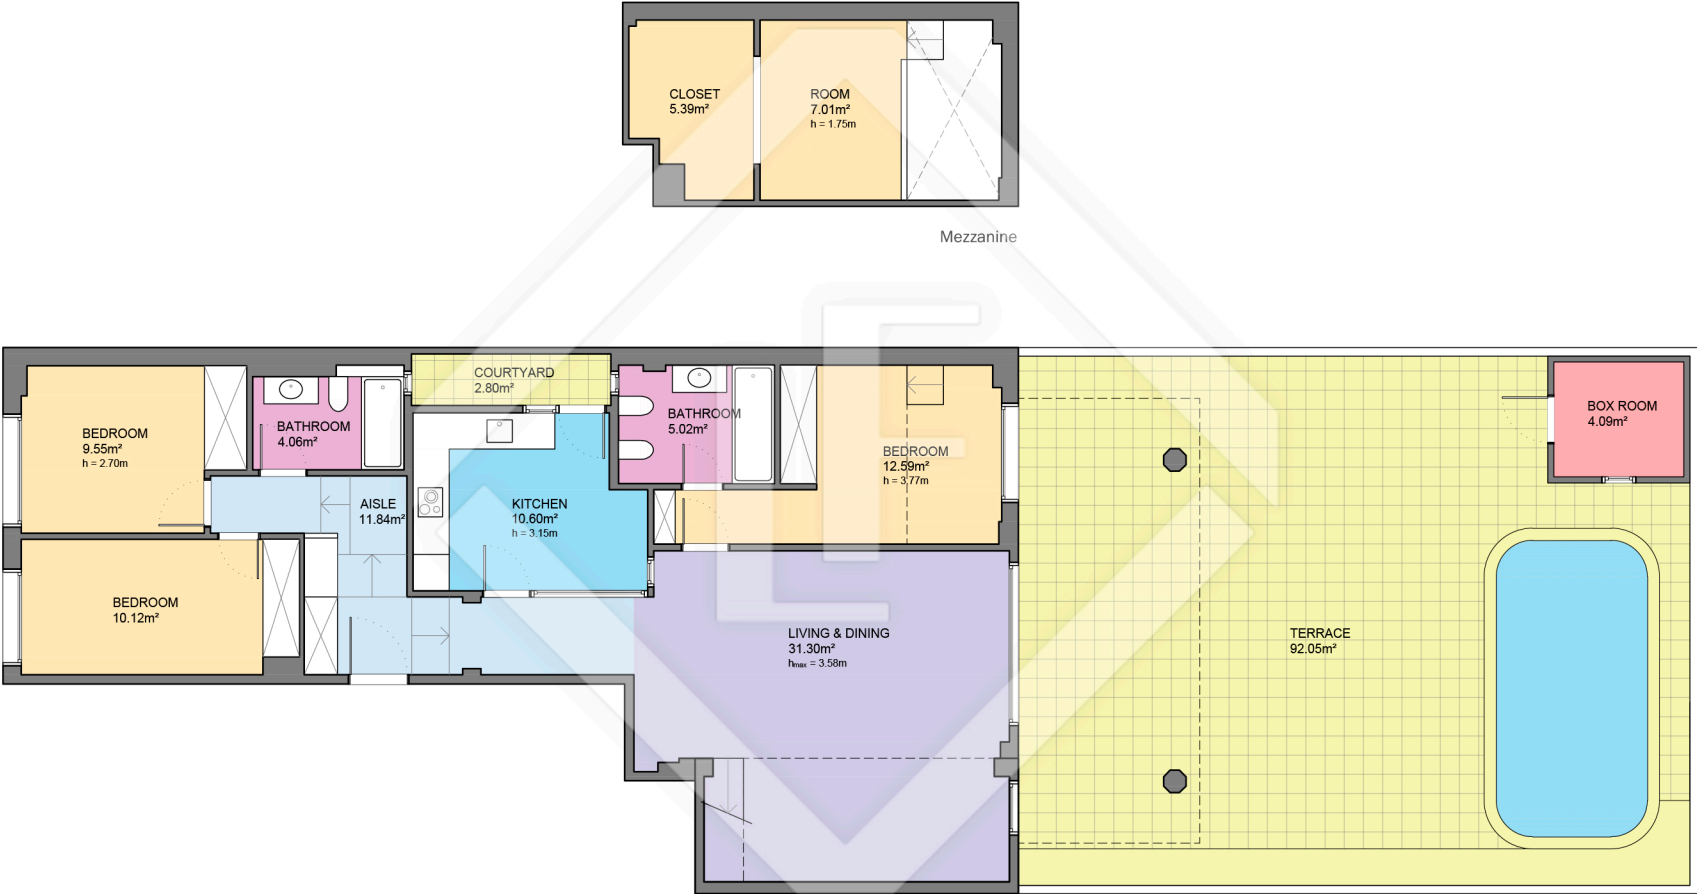 CLOSET
5.39m²
ROOM
7.01m²
h = 1.75m
Mezzanine
COURTYARD
2.80m²
BEDROOM
9.55m²
h = 2.70m
BATHROOM
4.06m²
BATHROOM
5.02m²
BEDROOM
12.59m²
h = 3.77m
BOX ROOM
4.09m²
AISLE
11.84m²
KITCHEN
10.60m²
h = 3.15m
BEDROOM
10.12m²
LIVING & DINING
31.30m²
hmax = 3.58m
TERRACE
92.05m²